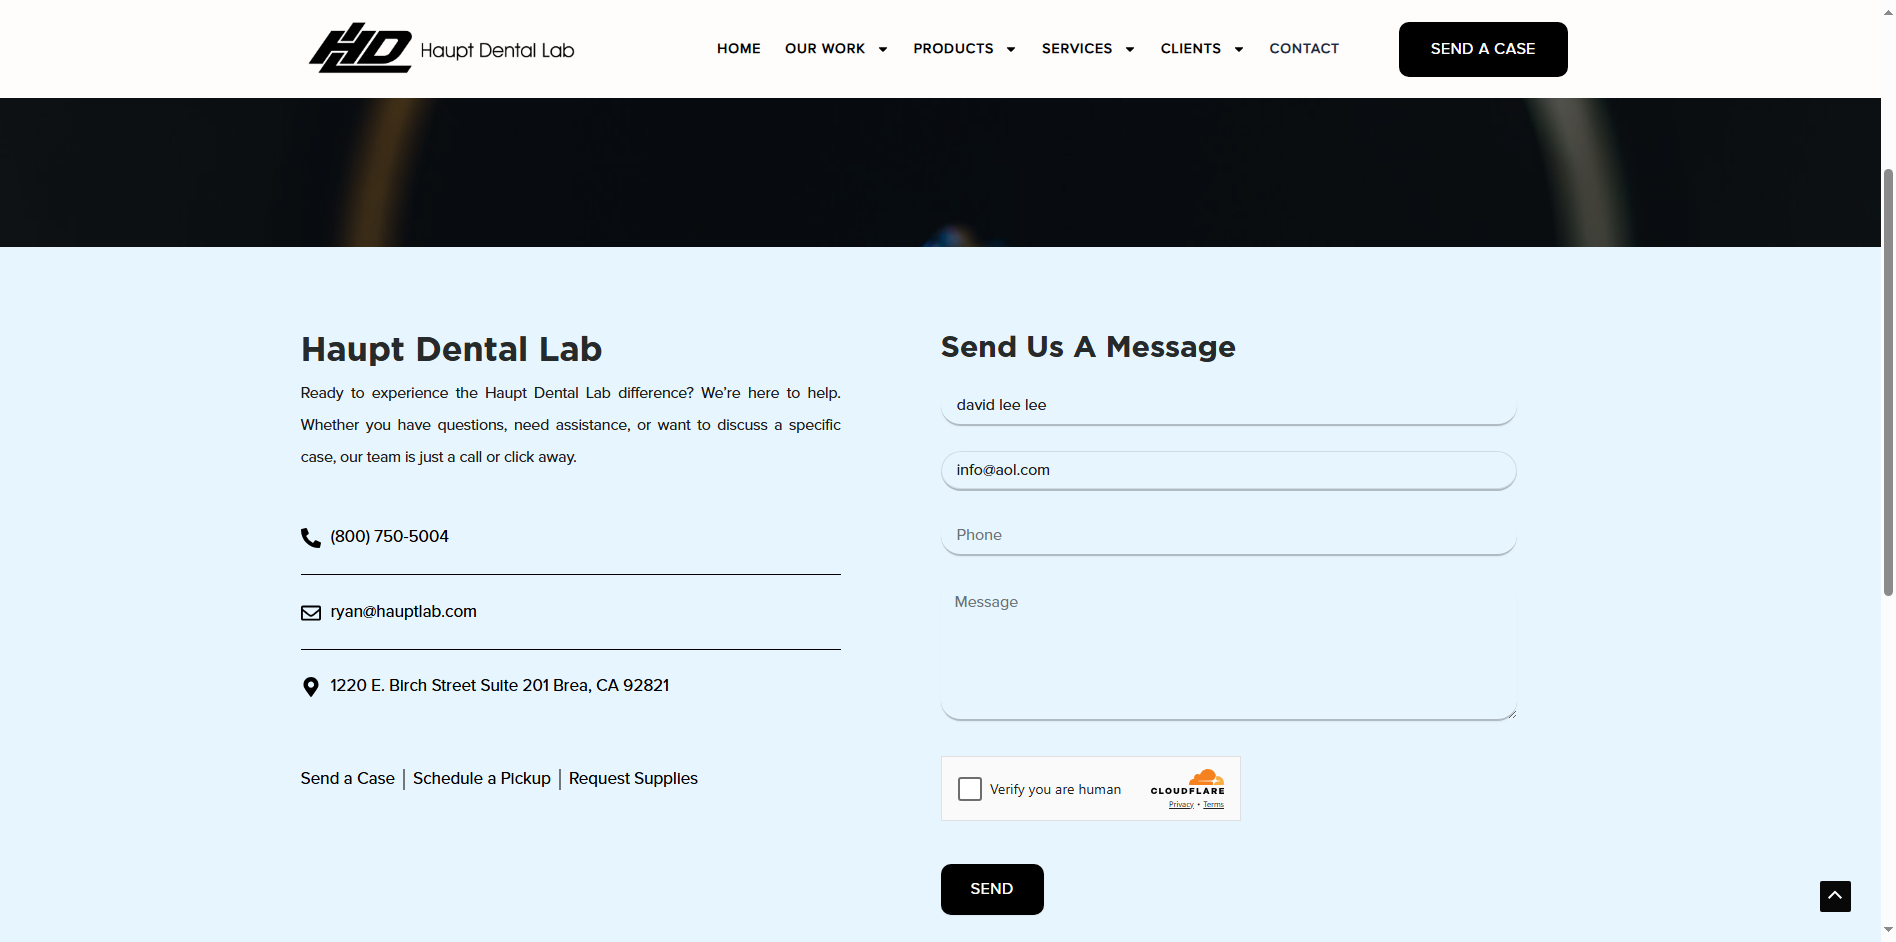 HD Haupt Dental Lab
HOME OUR WORK PRODUCTS SERVICES CLIENTS CONTACT SEND A CASE
Haupt Dental Lab
Ready to experience the Haupt Dental Lab difference? We're here to help.
Whether you have questions, need assistance, or want to discuss a specific
case, our team is just a call or click away.
(800) 750-5004
ryan@hauptlab.com
1220 E. Birch Street Suite 201 Brea, CA 92821
Send a Case | Schedule a Pickup | Request Supplies
Send Us A Message
david lee lee
info@aol.com
Phone
Message
Verify you are human
CLOUDFLARE
Privacy • Terms
SEND